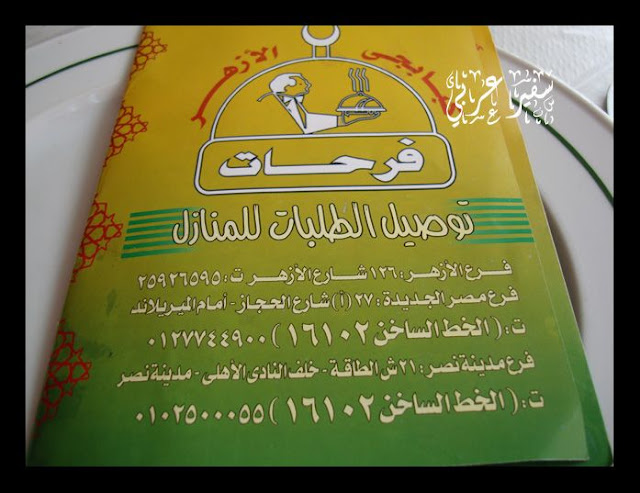 بابجى الأزهر
سفيرا عربي
فرحات
توصيل الطلبات للمنازل
فرع الأزهر: ١٢٦ شارع الأزهر ت: ٢٥٩٢٦٥٩٥
فرع مصر الجديدة: ٢٧ (أ) شارع الحجاز - أمام الميريلاند
ت: ( الخط الساخن ١٦١٠٢ ) ٠١٢٧٧٤٤٩٠٠
فرع مدينة نصر: ٢١ ش الطاقة - خلف النادى الأهلى - مدينة نصر
ت: ( الخط الساخن ١٦١٠٢ ) ٠١٠٢٥٠٠٠٥٥